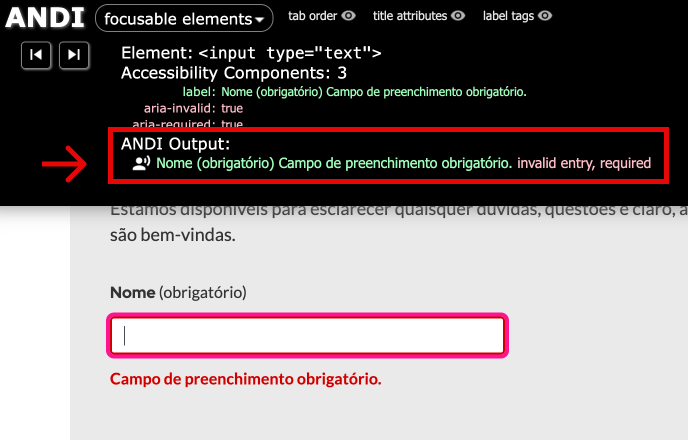 ANDI focusable elements tab order title attributes label tags
Element: <input type="text">
Accessibility Components: 3
label: Nome (obrigatório) Campo de preenchimento obrigatório.
aria-invalid: true
aria-required: true
ANDI Output:
Nome (obrigatório) Campo de preenchimento obrigatório. invalid entry, required
Estamos disponíveis para esclarecer quaisquer dúvidas, questões e claro, a
são bem-vindas.
Nome (obrigatório)
Campo de preenchimento obrigatório.